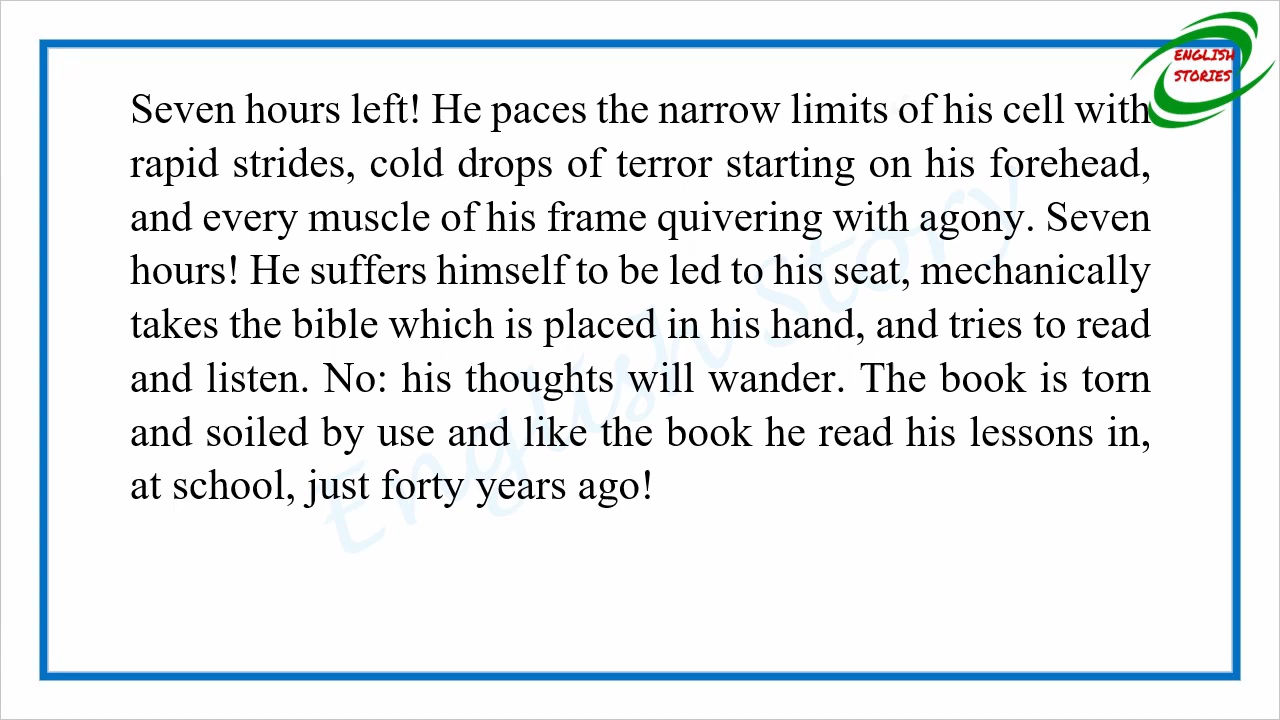 ENGLISH
STORIES
Seven hours left! He paces the narrow limits of his cell with
rapid strides, cold drops of terror starting on his forehead,
and every muscle of his frame quivering with agony. Seven
hours! He suffers himself to be led to his seat, mechanically
takes the bible which is placed in his hand, and tries to read
and listen. No: his thoughts will wander. The book is torn
and soiled by use and like the book he read his lessons in,
at school, just forty years ago!
English Story